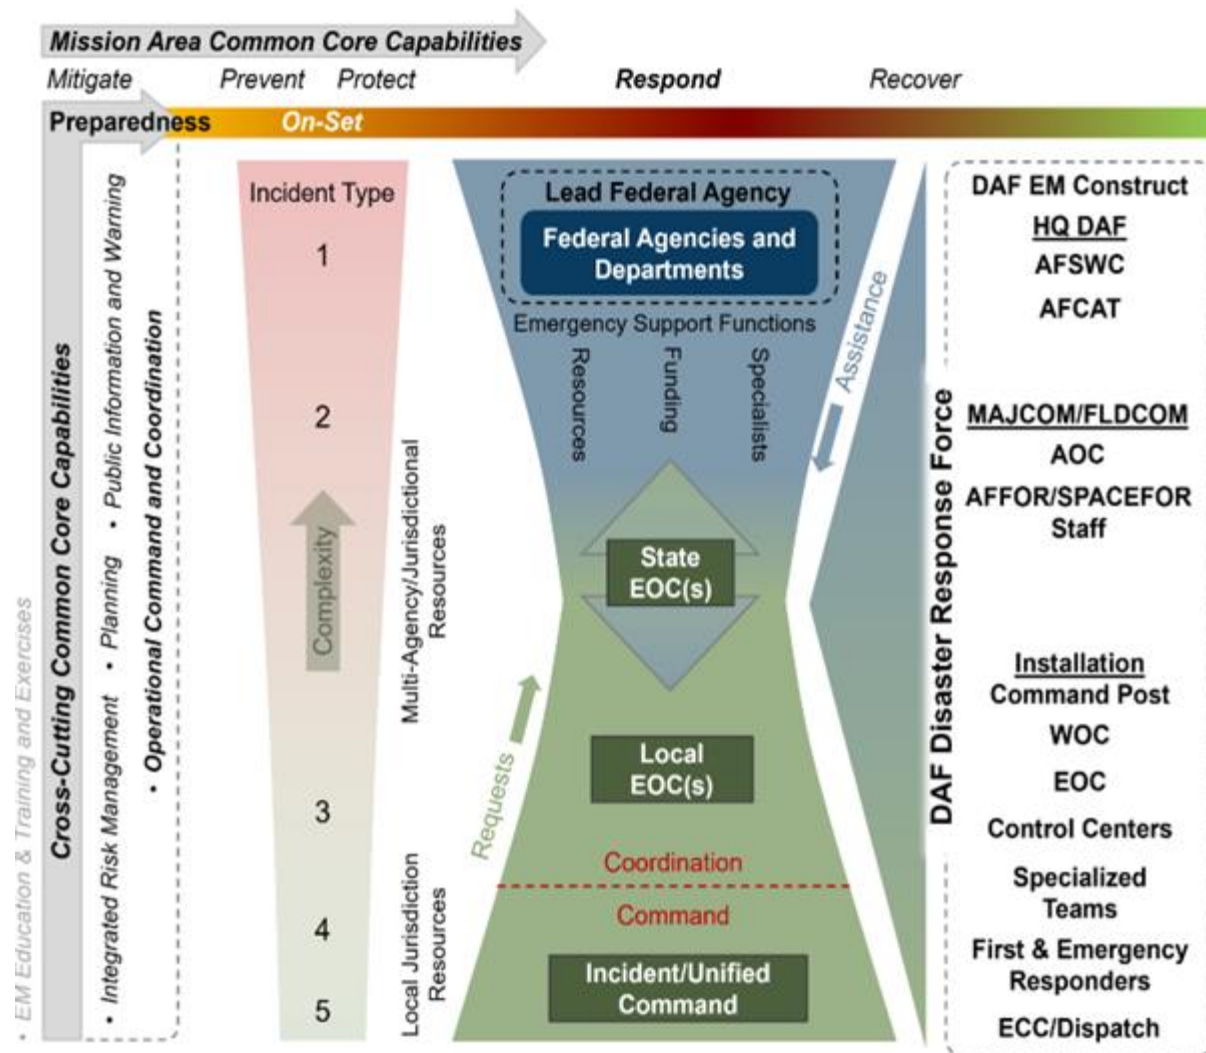 Mission Area Common Core Capabilities
Mitigate
Prevent
Protect
Respond
Recover
Preparedness
On-Set
• EM Education & Training and Exercises
Cross-Cutting Common Core Capabilities
• Integrated Risk Management • Planning • Public Information and Warning
• Operational Command and Coordination
Incident Type
1
2
Complexity
3
4
5
Multi-Agency/Jurisdictional
Resources
Local Jurisdiction
Resources
Lead Federal Agency
Federal Agencies and
Departments
Emergency Support Functions
Resources
Funding
Specialists
State
EOC(s)
Local
EOC(s)
Coordination
Command
Incident/Unified
Command
Requests
Assistance
DAF Disaster Response Force
DAF EM Construct
HQ DAF
AFSWC
AFCAT
MAJCOM/FLDCOM
AOC
AFFOR/SPACEFOR
Staff
Installation
Command Post
WOC
EOC
Control Centers
Specialized
Teams
First & Emergency
Responders
ECC/Dispatch